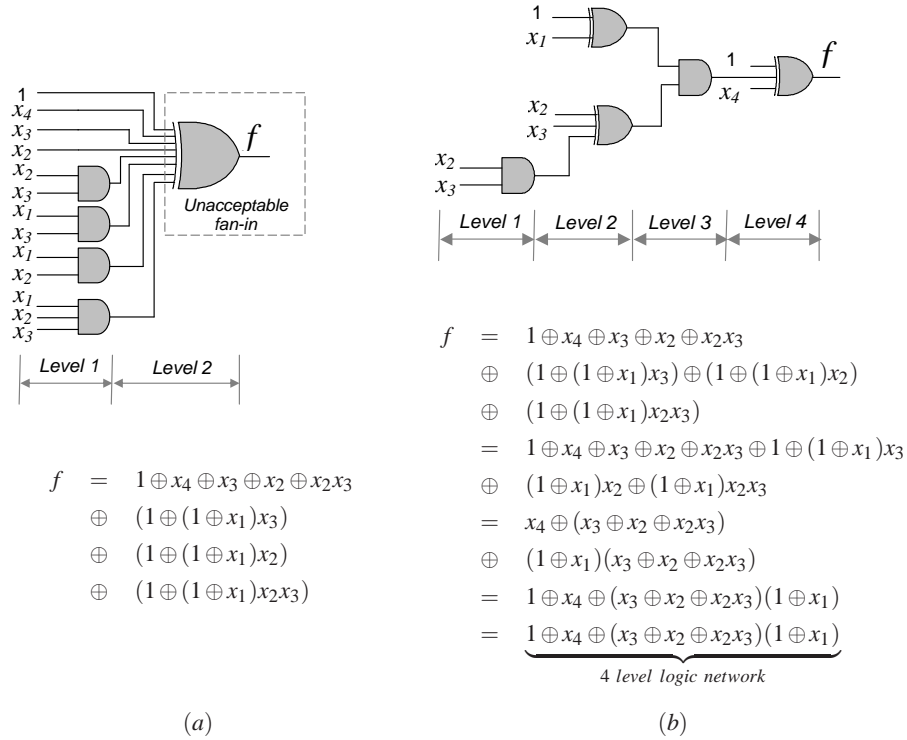 1
x₄
x₃
x₂
x₂
x₃
x₁
x₃
x₁
x₂
x₁
x₂
x₃
f
Unacceptable
fan-in
Level 1
Level 2
f = 1 ⊕ x₄ ⊕ x₃ ⊕ x₂ ⊕ x₂x₃
⊕ (1 ⊕ (1 ⊕ x₁)x₃)
⊕ (1 ⊕ (1 ⊕ x₁)x₂)
⊕ (1 ⊕ (1 ⊕ x₁)x₂x₃)
(a)
1
x₁
x₂
x₃
x₂
x₃
1
x₄
f
Level 1
Level 2
Level 3
Level 4
f = 1 ⊕ x₄ ⊕ x₃ ⊕ x₂ ⊕ x₂x₃
⊕ (1 ⊕ (1 ⊕ x₁)x₃) ⊕ (1 ⊕ (1 ⊕ x₁)x₂)
⊕ (1 ⊕ (1 ⊕ x₁)x₂x₃)
= 1 ⊕ x₄ ⊕ x₃ ⊕ x₂ ⊕ x₂x₃ ⊕ 1 ⊕ (1 ⊕ x₁)x₃
⊕ (1 ⊕ x₁)x₂ ⊕ (1 ⊕ x₁)x₂x₃
= x₄ ⊕ (x₃ ⊕ x₂ ⊕ x₂x₃)
⊕ (1 ⊕ x₁)(x₃ ⊕ x₂ ⊕ x₂x₃)
= 1 ⊕ x₄ ⊕ (x₃ ⊕ x₂ ⊕ x₂x₃)(1 ⊕ x₁)
= 1 ⊕ x₄ ⊕ (x₃ ⊕ x₂ ⊕ x₂x₃)(1 ⊕ x₁)
4 level logic network
(b)